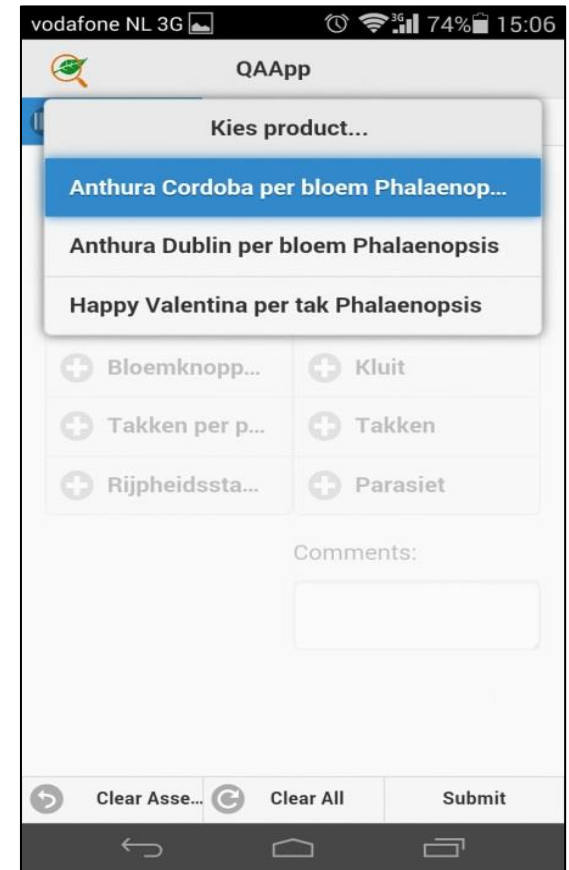 vodafone NL 3G 3G 74% 15:06
QAApp
Kies product...
Anthura Cordoba per bloem Phalaenop...
Anthura Dublin per bloem Phalaenopsis
Happy Valentina per tak Phalaenopsis
Bloemknopp... Kluit
Takken per p... Takken
Rijpheidssta... Parasiet
Comments:
Clear Asse... Clear All Submit